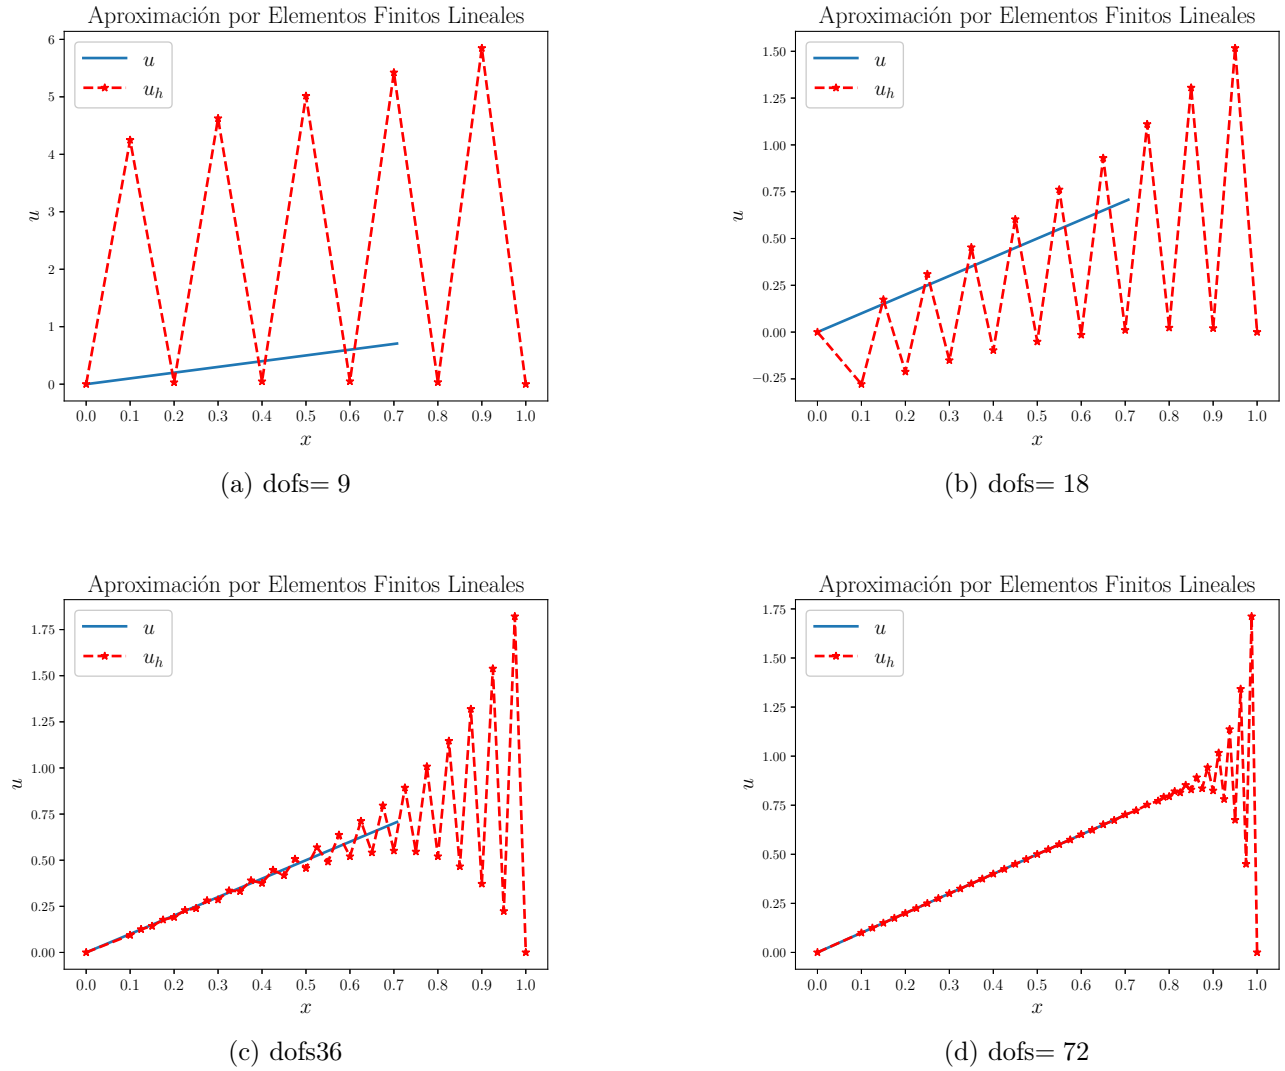 Aproximación por Elementos Finitos Lineales
u
u_h
6
5
4
3
2
1
0
u
0.0 0.1 0.2 0.3 0.4 0.5 0.6 0.7 0.8 0.9 1.0
x
(a) dofs= 9
Aproximación por Elementos Finitos Lineales
u
u_h
1.50
1.25
1.00
0.75
0.50
0.25
0.00
−0.25
u
0.0 0.1 0.2 0.3 0.4 0.5 0.6 0.7 0.8 0.9 1.0
x
(b) dofs= 18
Aproximación por Elementos Finitos Lineales
u
u_h
1.75
1.50
1.25
1.00
0.75
0.50
0.25
0.00
u
0.0 0.1 0.2 0.3 0.4 0.5 0.6 0.7 0.8 0.9 1.0
x
(c) dofs36
Aproximación por Elementos Finitos Lineales
u
u_h
1.75
1.50
1.25
1.00
0.75
0.50
0.25
0.00
u
0.0 0.1 0.2 0.3 0.4 0.5 0.6 0.7 0.8 0.9 1.0
x
(d) dofs= 72